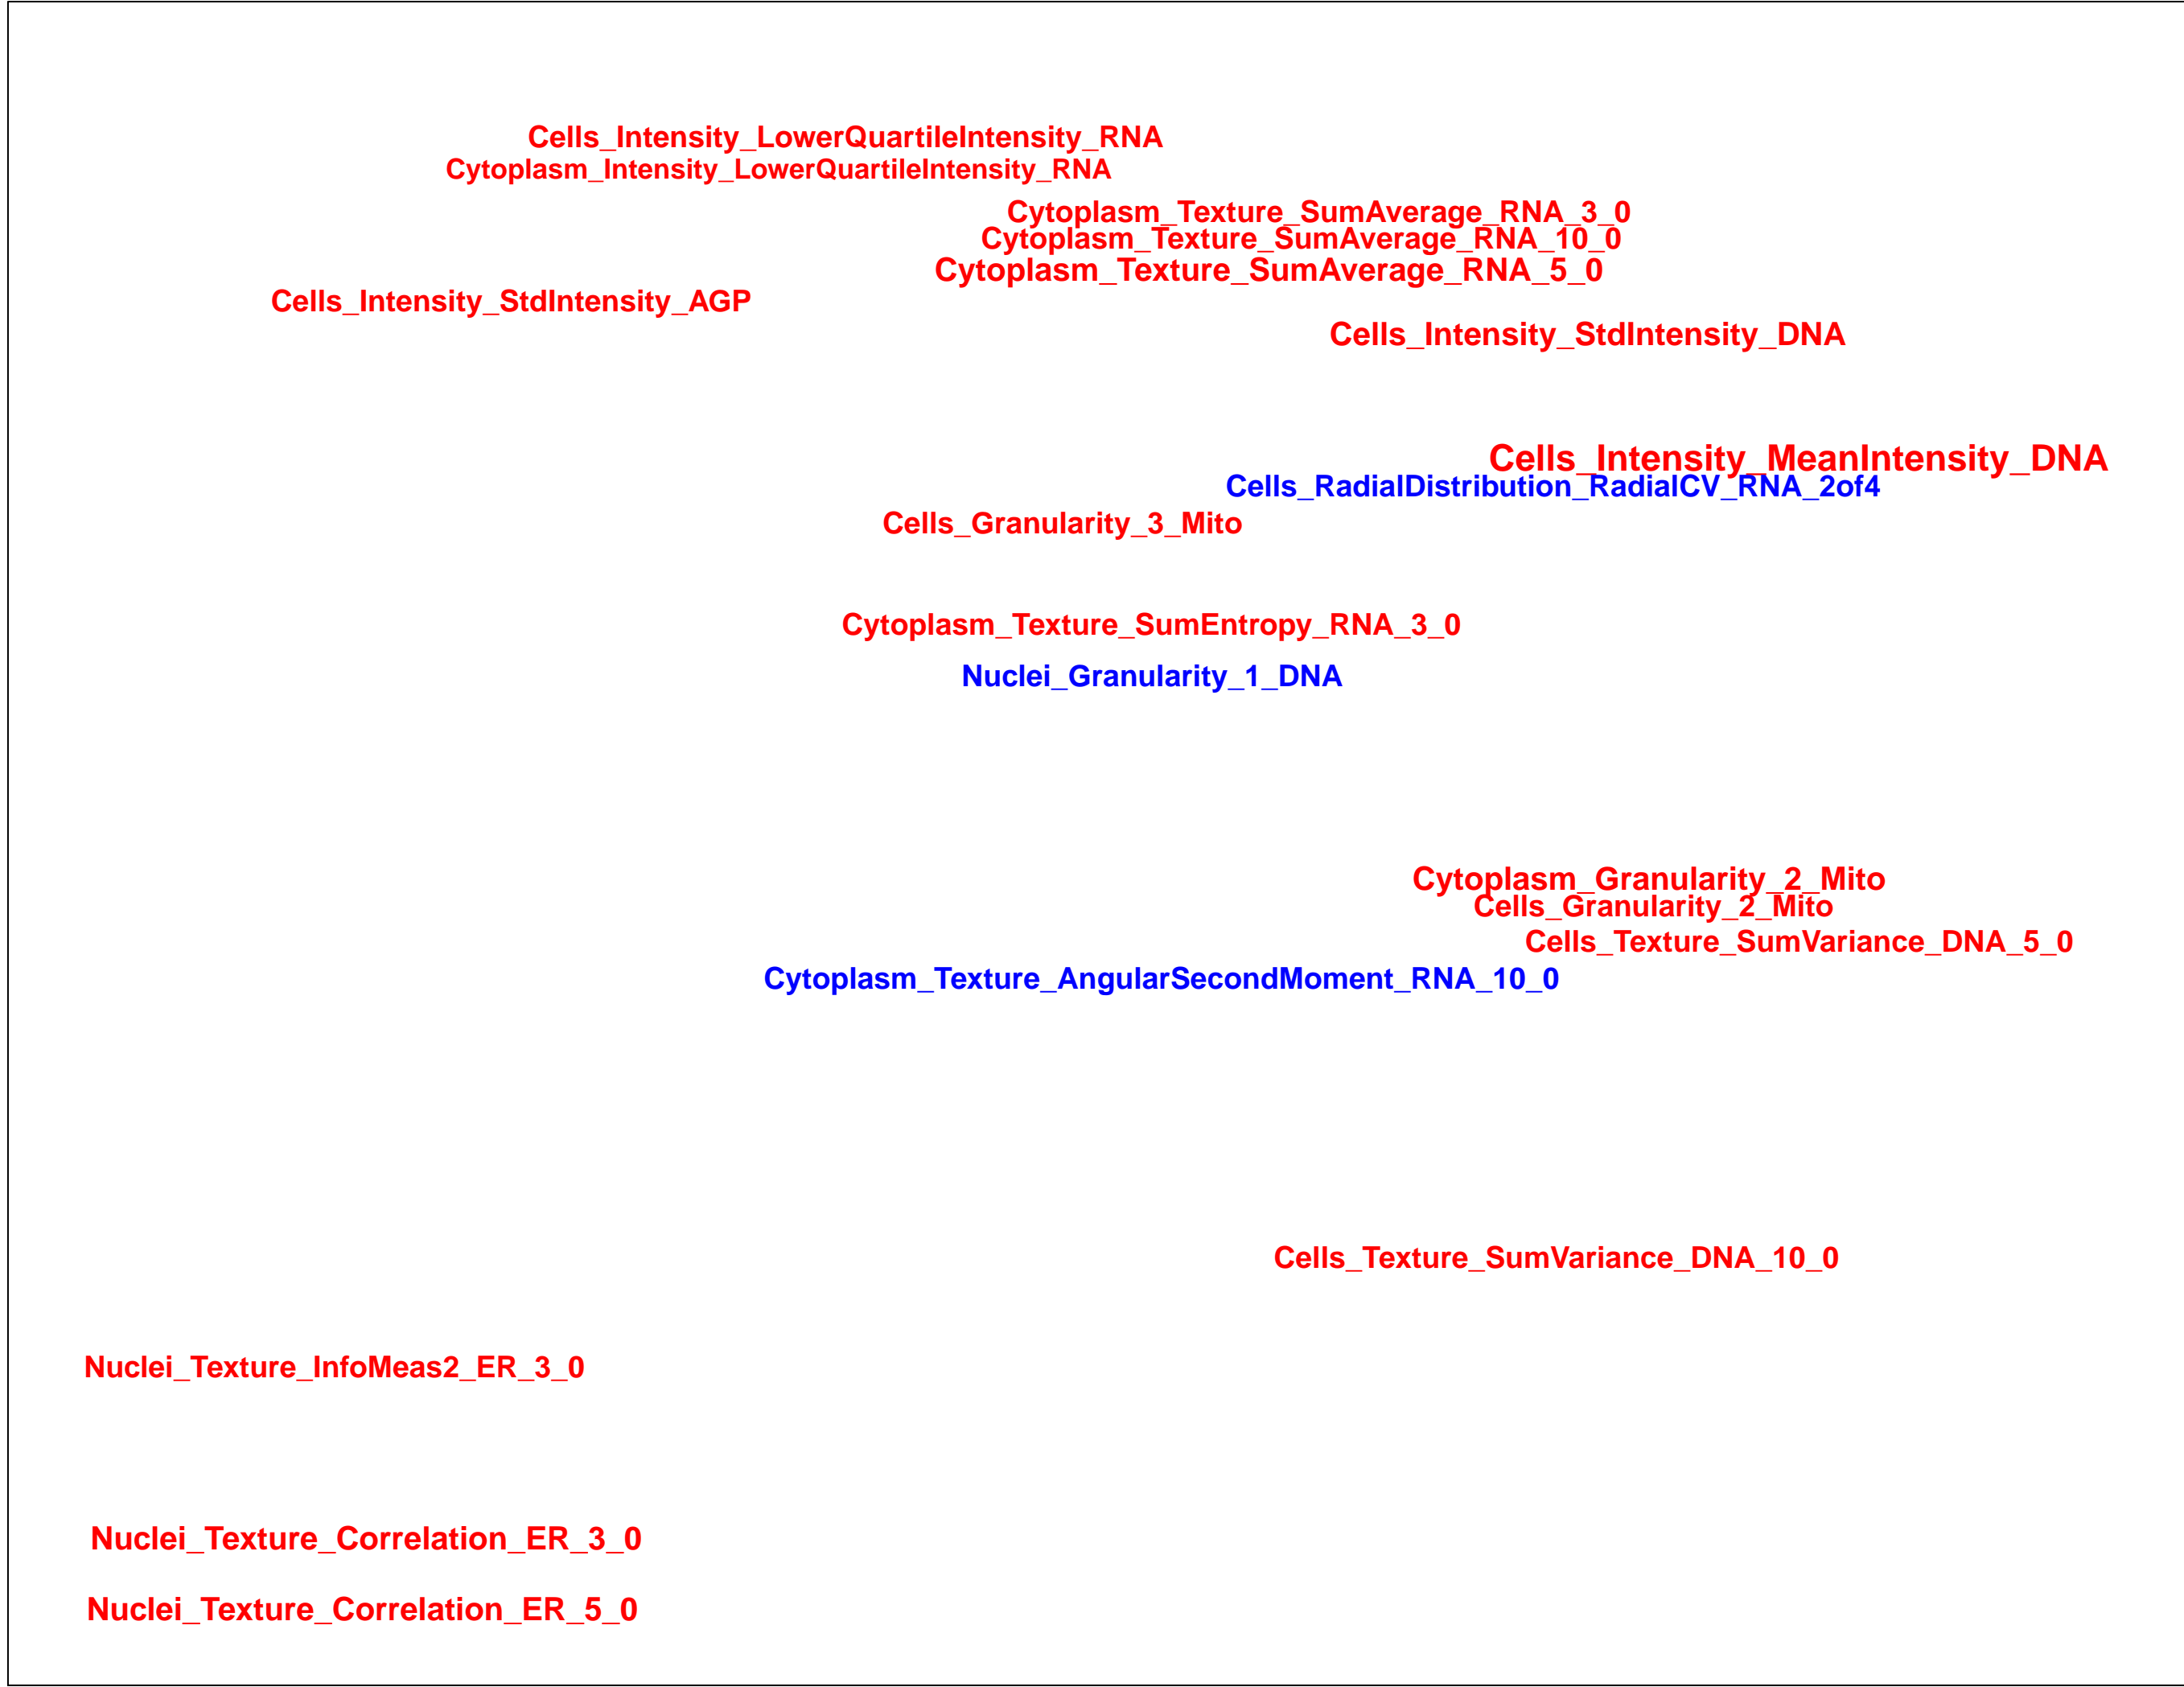 Cells_Intensity_LowerQuartileIntensity_RNA
Cytoplasm_Intensity_LowerQuartileIntensity_RNA
Cytoplasm_Texture_SumAverage_RNA_3_0
Cytoplasm_Texture_SumAverage_RNA_10_0
Cytoplasm_Texture_SumAverage_RNA_5_0
Cells_Intensity_StdIntensity_AGP
Cells_Intensity_StdIntensity_DNA
Cells_Intensity_MeanIntensity_DNA
Cells_RadialDistribution_RadialCV_RNA_2of4
Cells_Granularity_3_Mito
Cytoplasm_Texture_SumEntropy_RNA_3_0
Nuclei_Granularity_1_DNA
Cytoplasm_Granularity_2_Mito
Cells_Granularity_2_Mito
Cells_Texture_SumVariance_DNA_5_0
Cytoplasm_Texture_AngularSecondMoment_RNA_10_0
Cells_Texture_SumVariance_DNA_10_0
Nuclei_Texture_InfoMeas2_ER_3_0
Nuclei_Texture_Correlation_ER_3_0
Nuclei_Texture_Correlation_ER_5_0